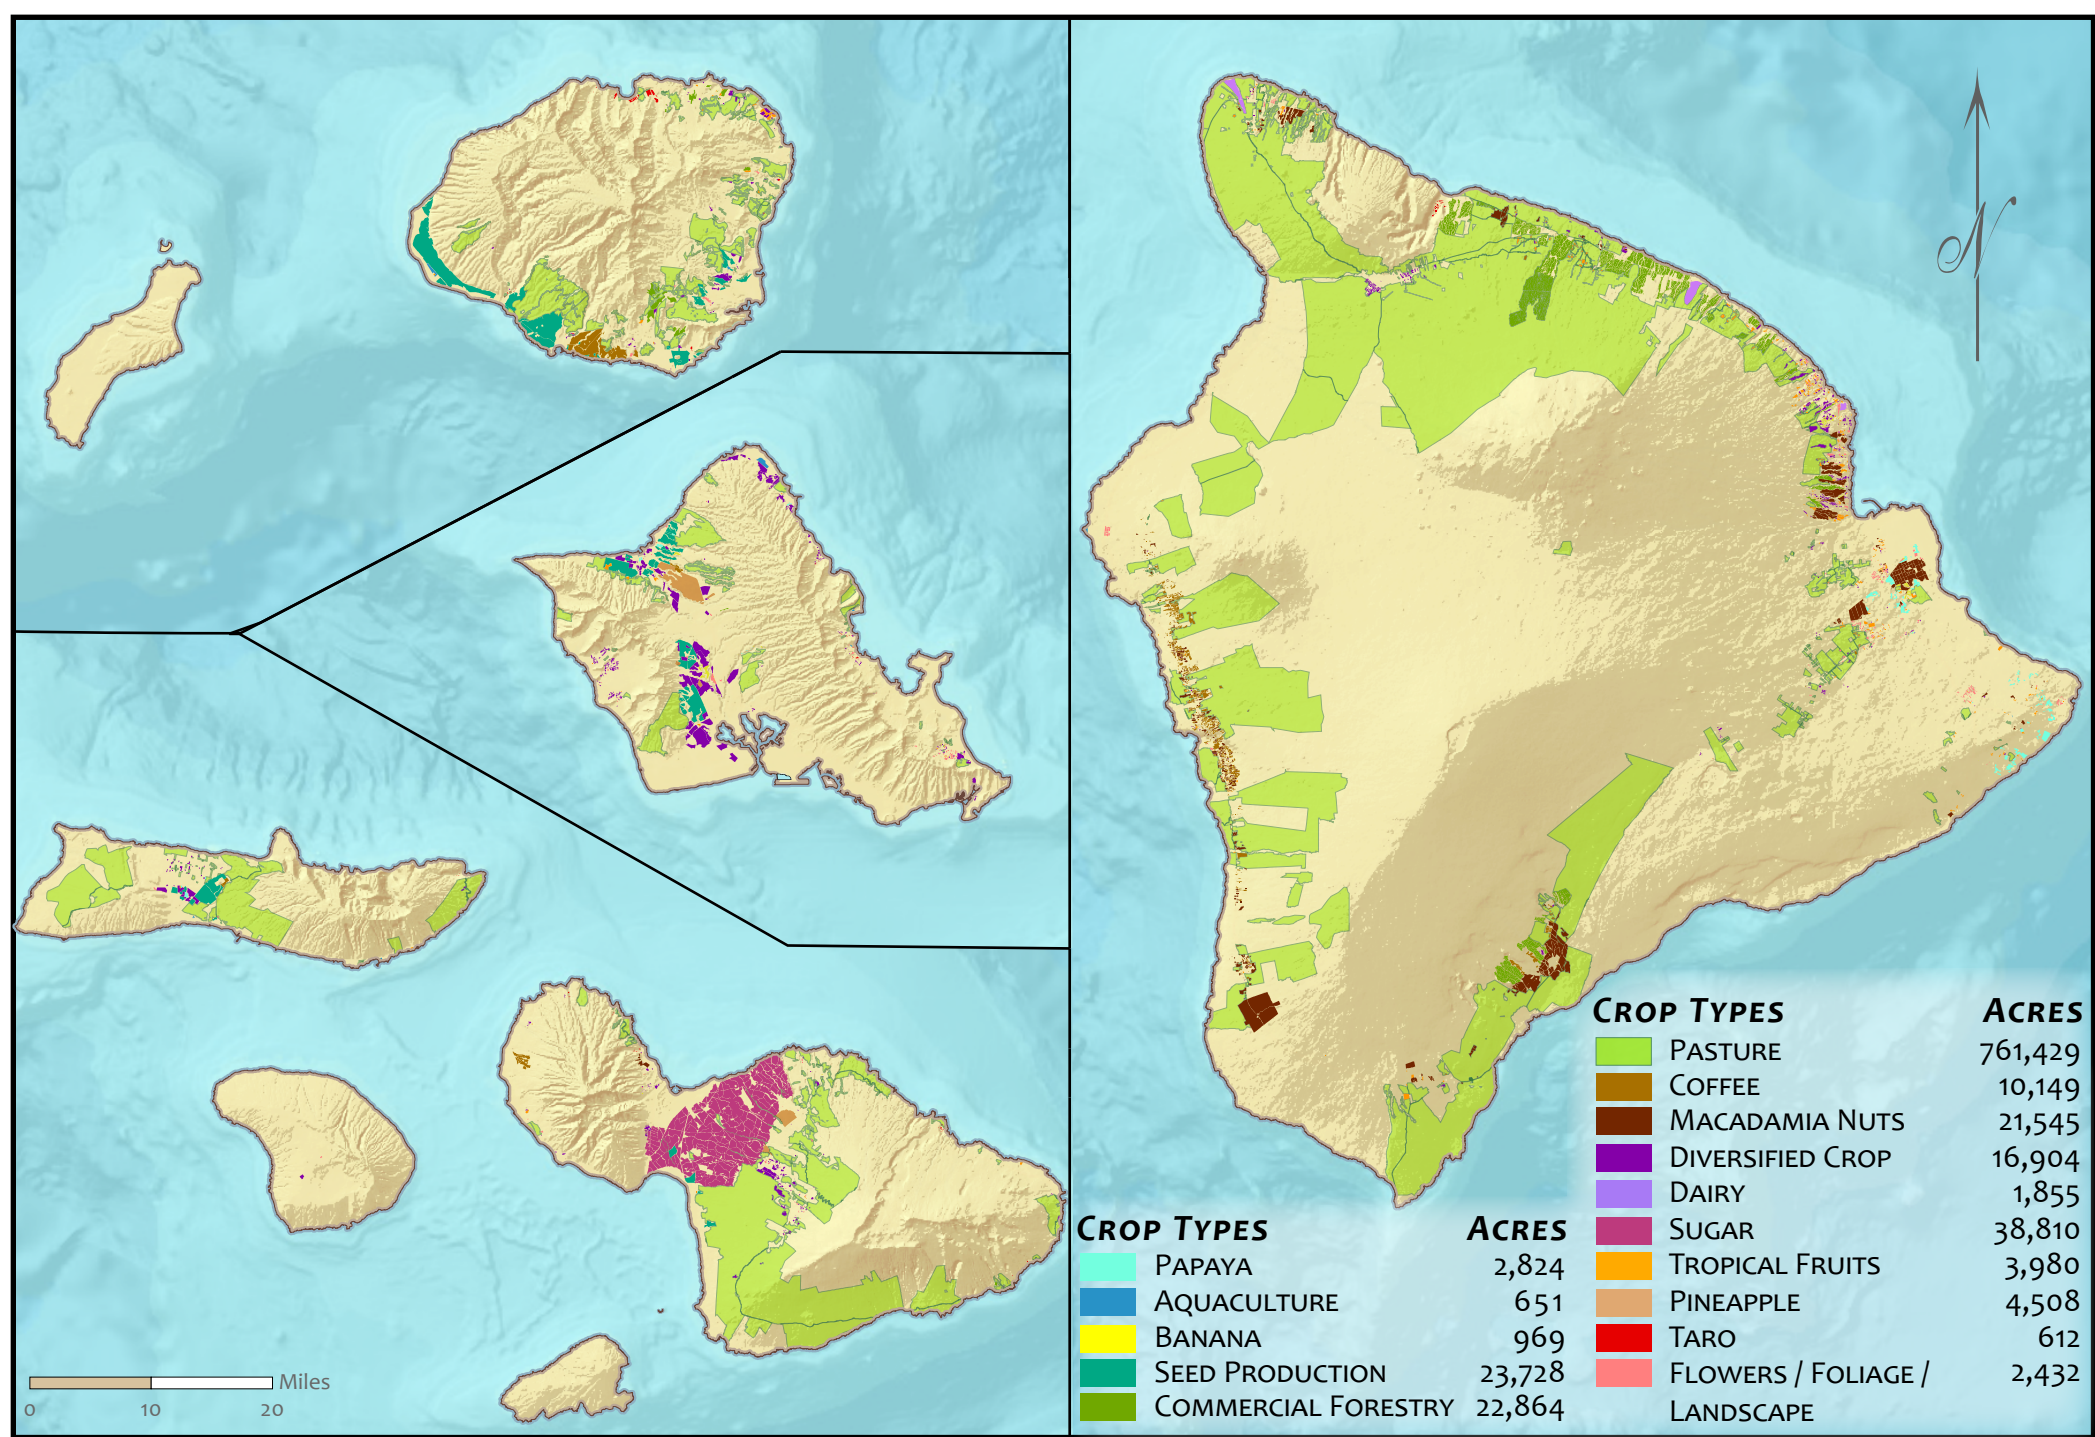 N
CROP TYPES ACRES
PASTURE 761,429
COFFEE 10,149
MACADAMIA NUTS 21,545
DIVERSIFIED CROP 16,904
DAIRY 1,855
SUGAR 38,810
TROPICAL FRUITS 3,980
PINEAPPLE 4,508
TARO 612
FLOWERS / FOLIAGE / 2,432
LANDSCAPE
CROP TYPES ACRES
PAPAYA 2,824
AQUACULTURE 651
BANANA 969
SEED PRODUCTION 23,728
COMMERCIAL FORESTRY 22,864
Miles
0 10 20